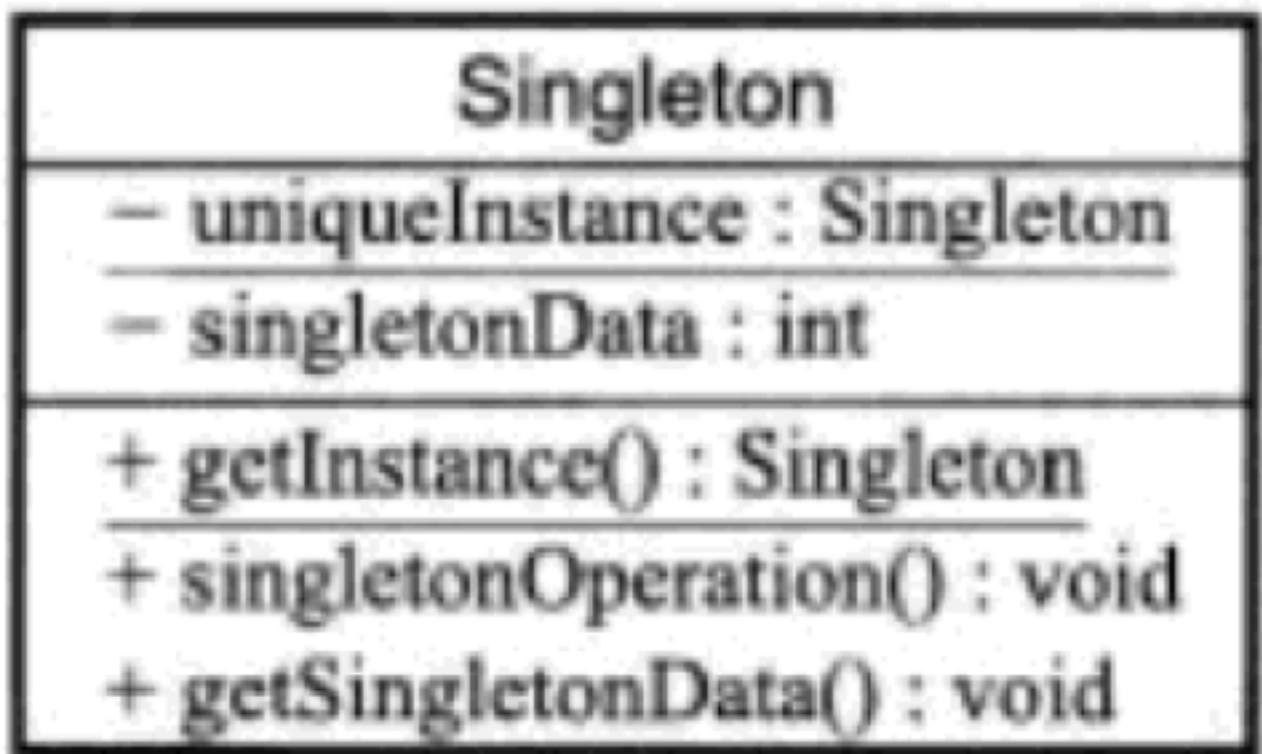 Singleton
– uniqueInstance : Singleton
– singletonData : int
+ getInstance() : Singleton
+ singletonOperation() : void
+ getSingletonData() : void